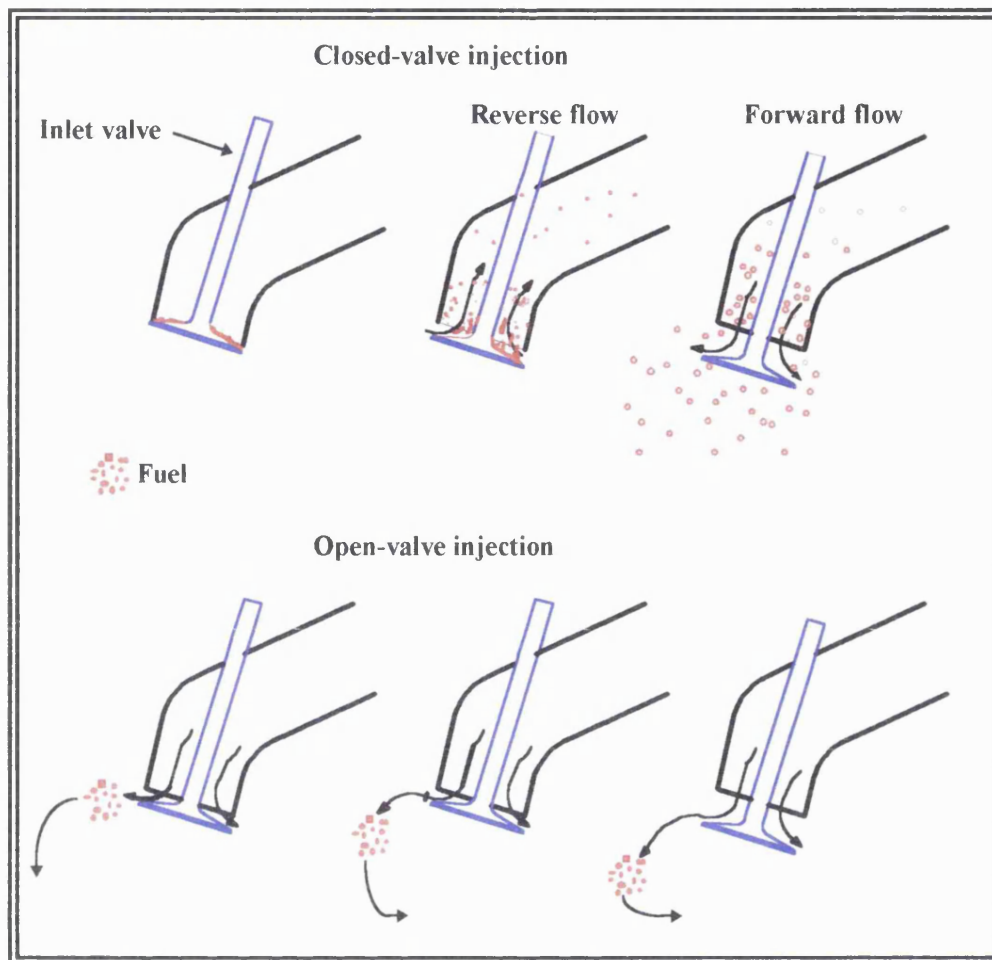 Closed-valve injection
Inlet valve
Reverse flow
Forward flow
Fuel
Open-valve injection